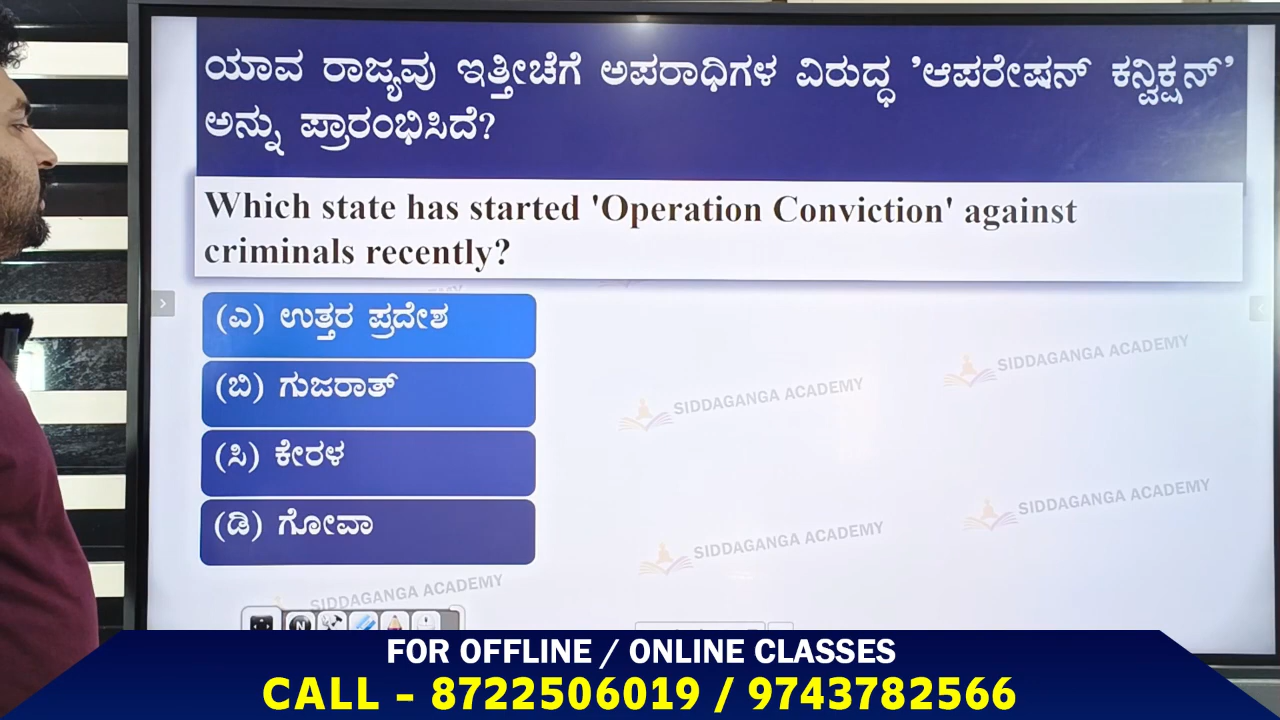 ಯಾವ ರಾಜ್ಯವು ಇತ್ತೀಚೆಗೆ ಅಪರಾಧಿಗಳ ವಿರುದ್ಧ 'ಆಪರೇಷನ್ ಕನ್ವಿಕ್ಷನ್'
ಅನ್ನು ಪ್ರಾರಂಭಿಸಿದೆ?
Which state has started 'Operation Conviction' against
criminals recently?
(ಎ) ಉತ್ತರ ಪ್ರದೇಶ
(ಬಿ) ಗುಜರಾತ್
(ಸಿ) ಕೇರಳ
(ಡಿ) ಗೋವಾ
SIDDAGANGA ACADEMY
SIDDAGANGA ACADEMY
SIDDAGANGA ACADEMY
SIDDAGANGA ACADEMY
SIDDAGANGA ACADEMY
FOR OFFLINE / ONLINE CLASSES
CALL - 8722506019 / 9743782566